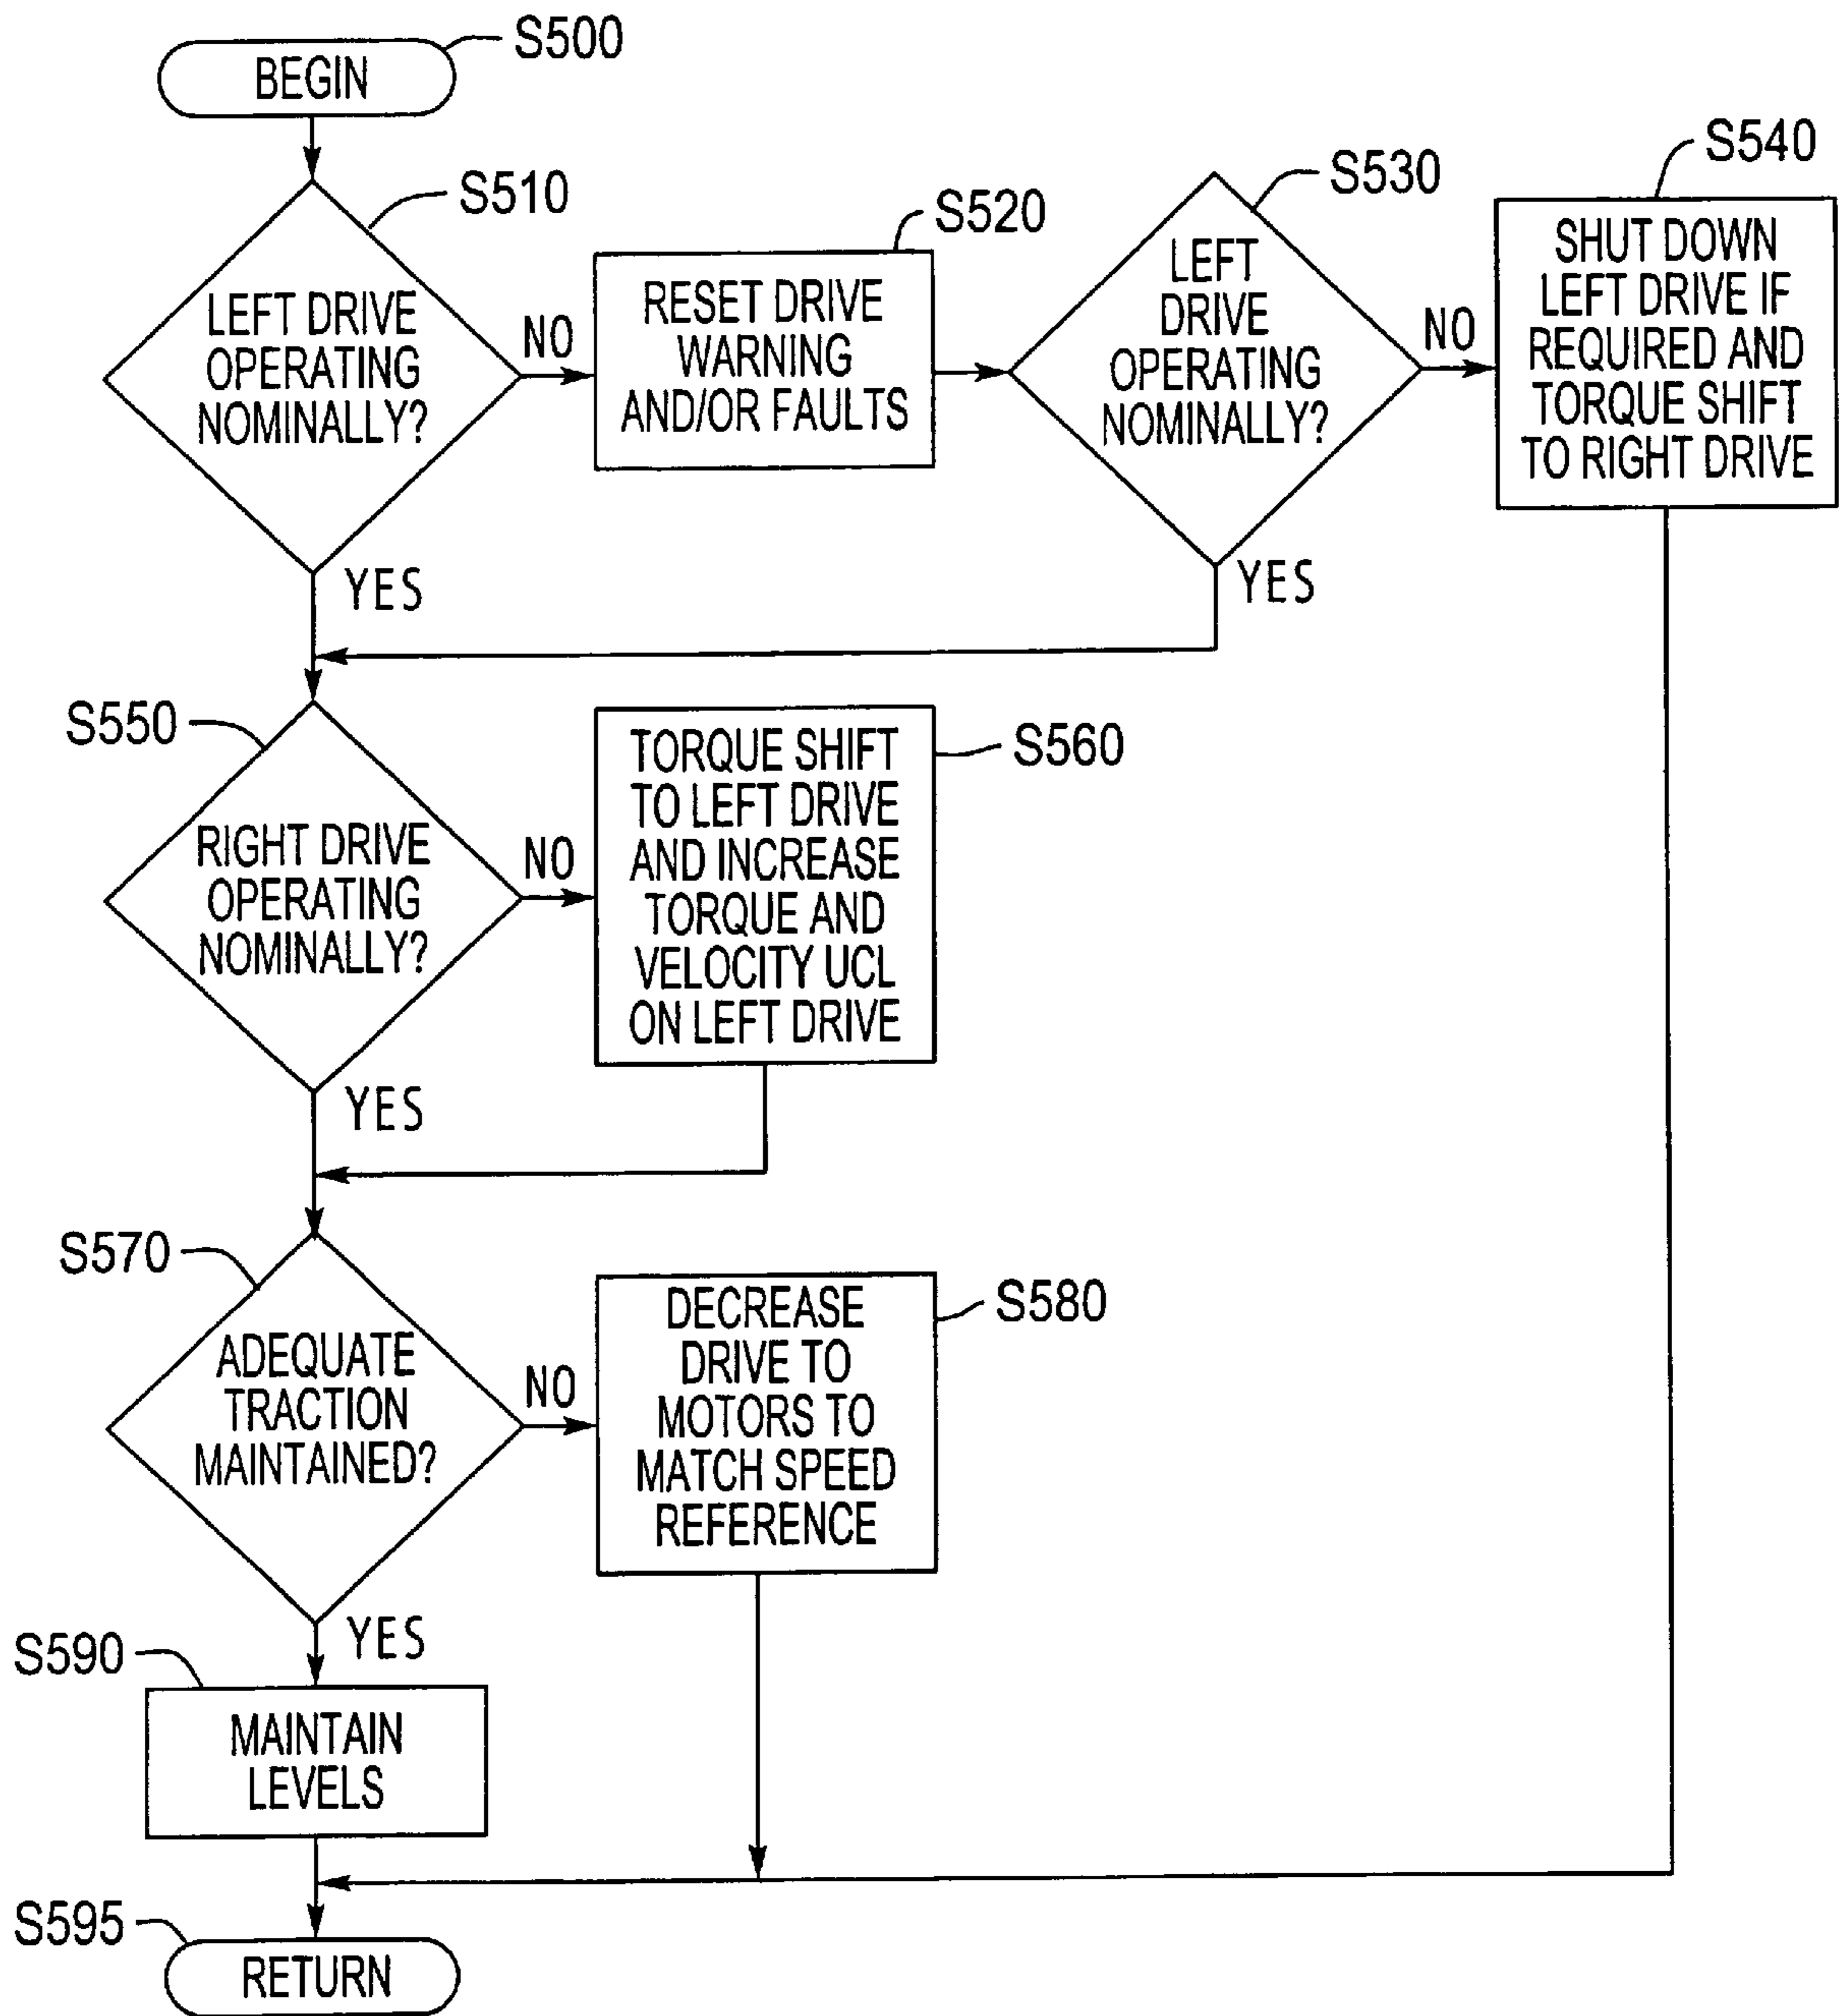 S500
BEGIN
S510
LEFT DRIVE
OPERATING
NOMINALLY?
NO
YES
S520
RESET DRIVE
WARNING
AND/OR FAULTS
S530
LEFT
DRIVE
OPERATING
NOMINALLY?
NO
YES
S540
SHUT DOWN
LEFT DRIVE IF
REQUIRED AND
TORQUE SHIFT
TO RIGHT DRIVE
S550
RIGHT DRIVE
OPERATING
NOMINALLY?
NO
YES
S560
TORQUE SHIFT
TO LEFT DRIVE
AND INCREASE
TORQUE AND
VELOCITY UCL
ON LEFT DRIVE
S570
ADEQUATE
TRACTION
MAINTAINED?
NO
YES
S580
DECREASE
DRIVE TO
MOTORS TO
MATCH SPEED
REFERENCE
S590
MAINTAIN
LEVELS
S595
RETURN